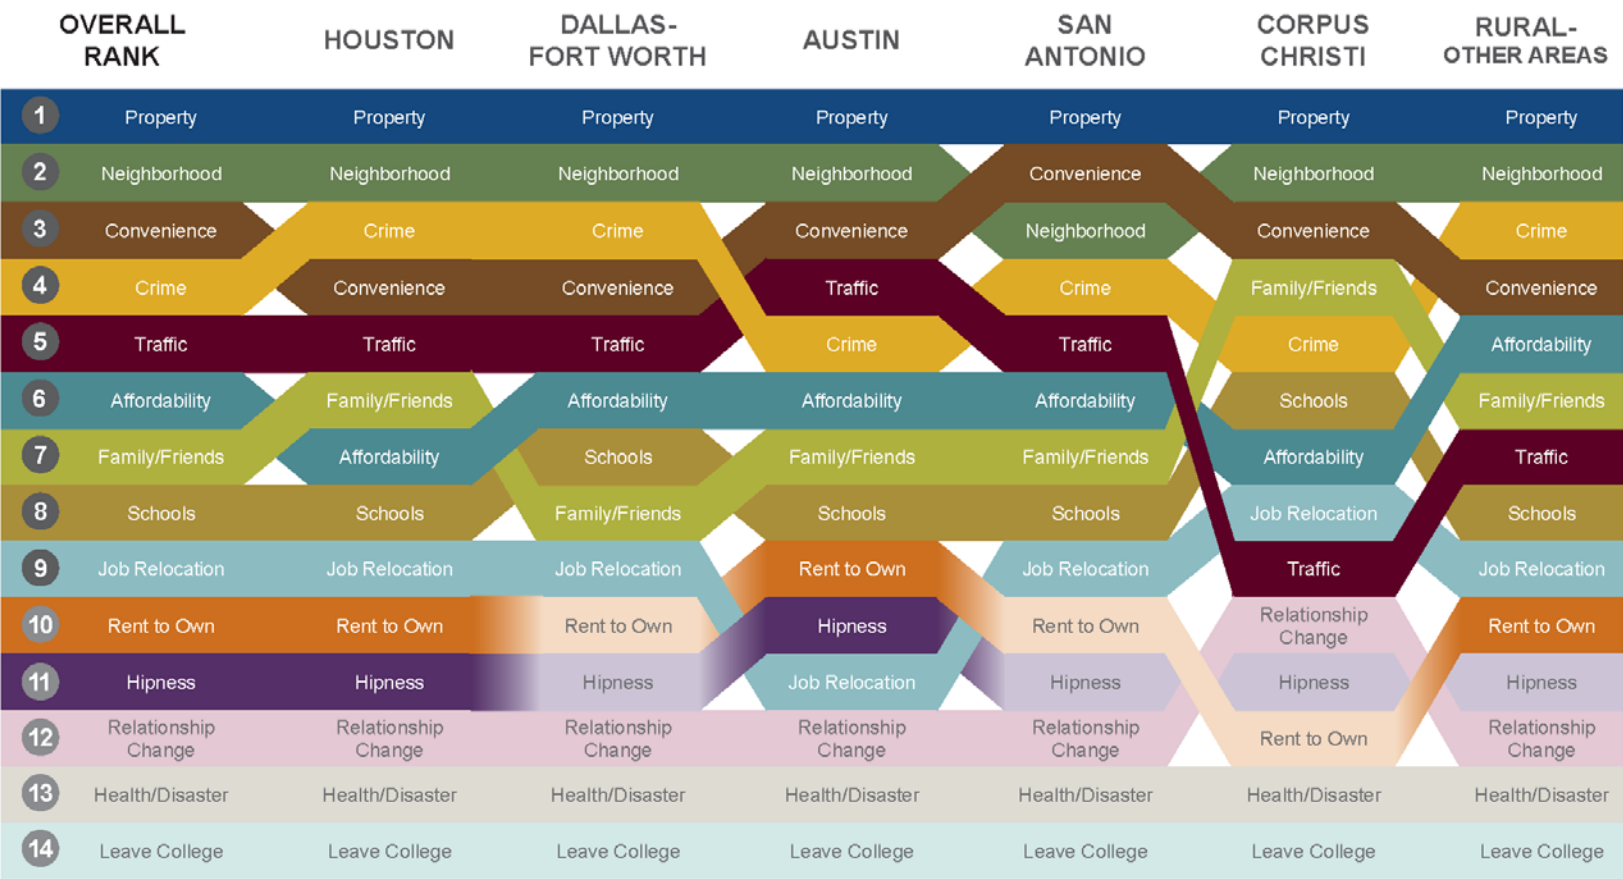 OVERALL RANK HOUSTON DALLAS-FORT WORTH AUSTIN SAN ANTONIO CORPUS CHRISTI RURAL-OTHER AREAS
1 Property Property Property Property Property Property Property
2 Neighborhood Neighborhood Neighborhood Neighborhood Convenience Neighborhood Neighborhood
3 Convenience Crime Crime Convenience Neighborhood Convenience Crime
4 Crime Convenience Convenience Traffic Crime Family/Friends Convenience
5 Traffic Traffic Traffic Crime Traffic Crime Affordability
6 Affordability Family/Friends Affordability Affordability Affordability Schools Family/Friends
7 Family/Friends Affordability Schools Family/Friends Family/Friends Affordability Traffic
8 Schools Schools Family/Friends Schools Schools Job Relocation Schools
9 Job Relocation Job Relocation Job Relocation Rent to Own Job Relocation Traffic Job Relocation
10 Rent to Own Rent to Own Rent to Own Hipness Rent to Own Relationship Change Rent to Own
11 Hipness Hipness Hipness Job Relocation Hipness Hipness Hipness
12 Relationship Change Relationship Change Relationship Change Relationship Change Relationship Change Rent to Own Relationship Change
13 Health/Disaster Health/Disaster Health/Disaster Health/Disaster Health/Disaster Health/Disaster Health/Disaster
14 Leave College Leave College Leave College Leave College Leave College Leave College Leave College